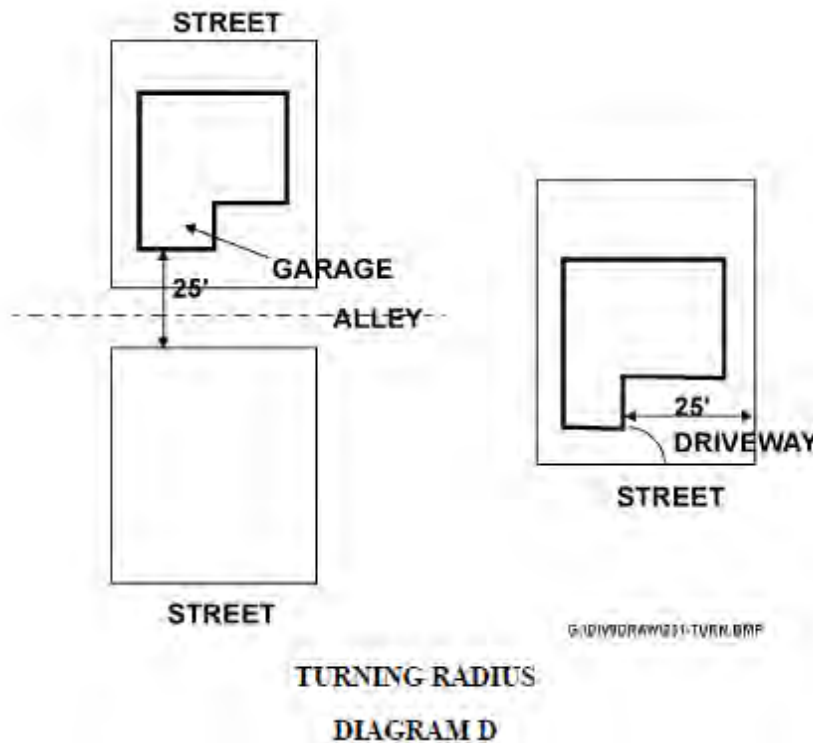 STREET
GARAGE
25'
ALLEY
STREET
25'
DRIVEWAY
STREET
TURNING RADIUS
DIAGRAM D